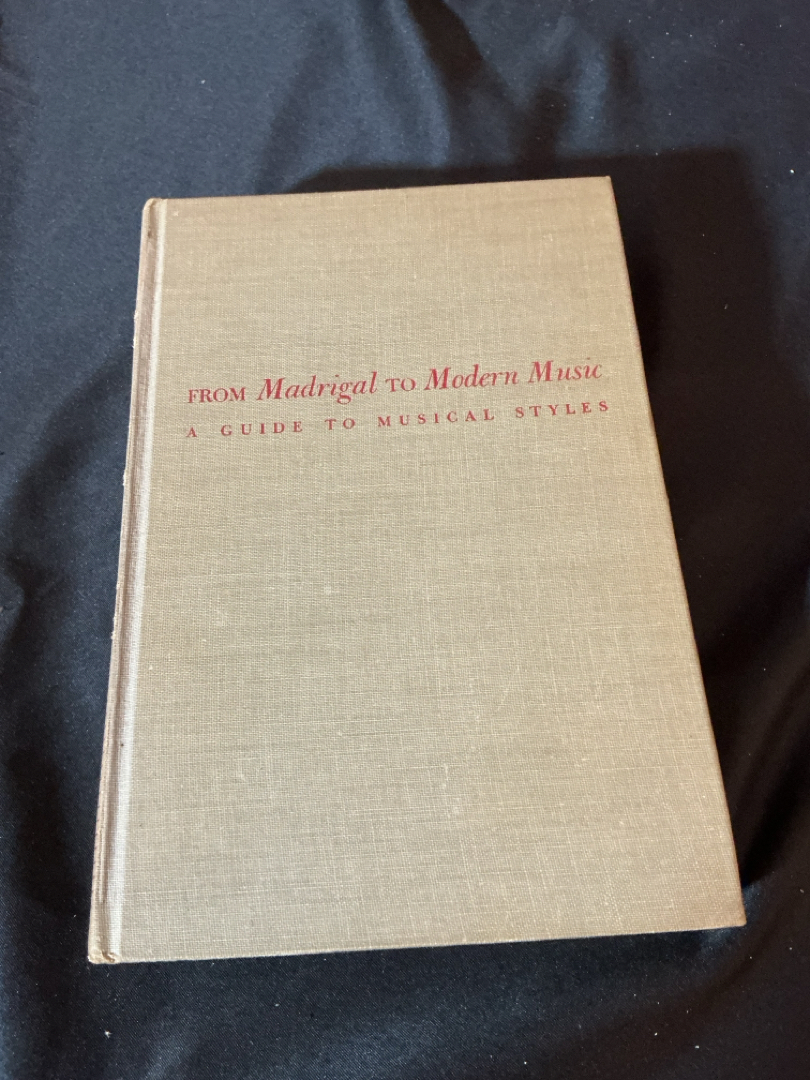 FROM Madrigal TO Modern Music
A GUIDE TO MUSICAL STYLES